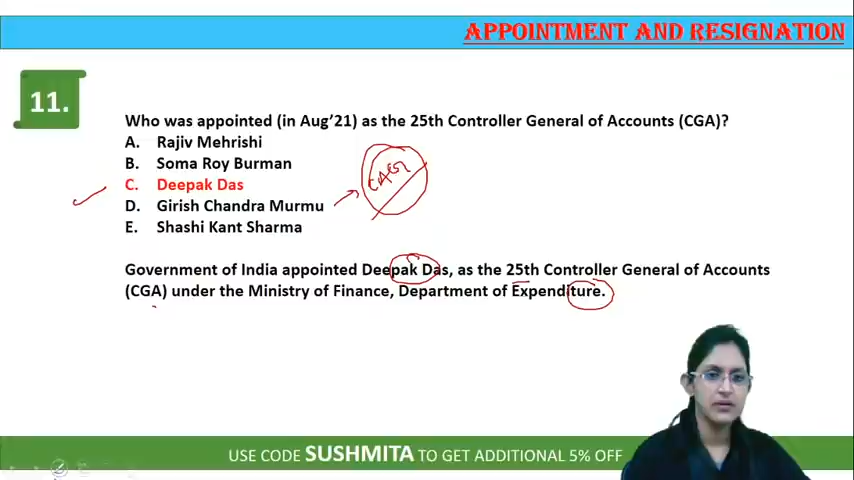 APPOINTMENT AND RESIGNATION
11.
Who was appointed (in Aug'21) as the 25th Controller General of Accounts (CGA)?
A. Rajiv Mehrishi
B. Soma Roy Burman
C. Deepak Das
D. Girish Chandra Murmu
E. Shashi Kant Sharma
CAG
Government of India appointed Deepak Das, as the 25th Controller General of Accounts
(CGA) under the Ministry of Finance, Department of Expenditure.
USE CODE SUSHMITA TO GET ADDITIONAL 5% OFF